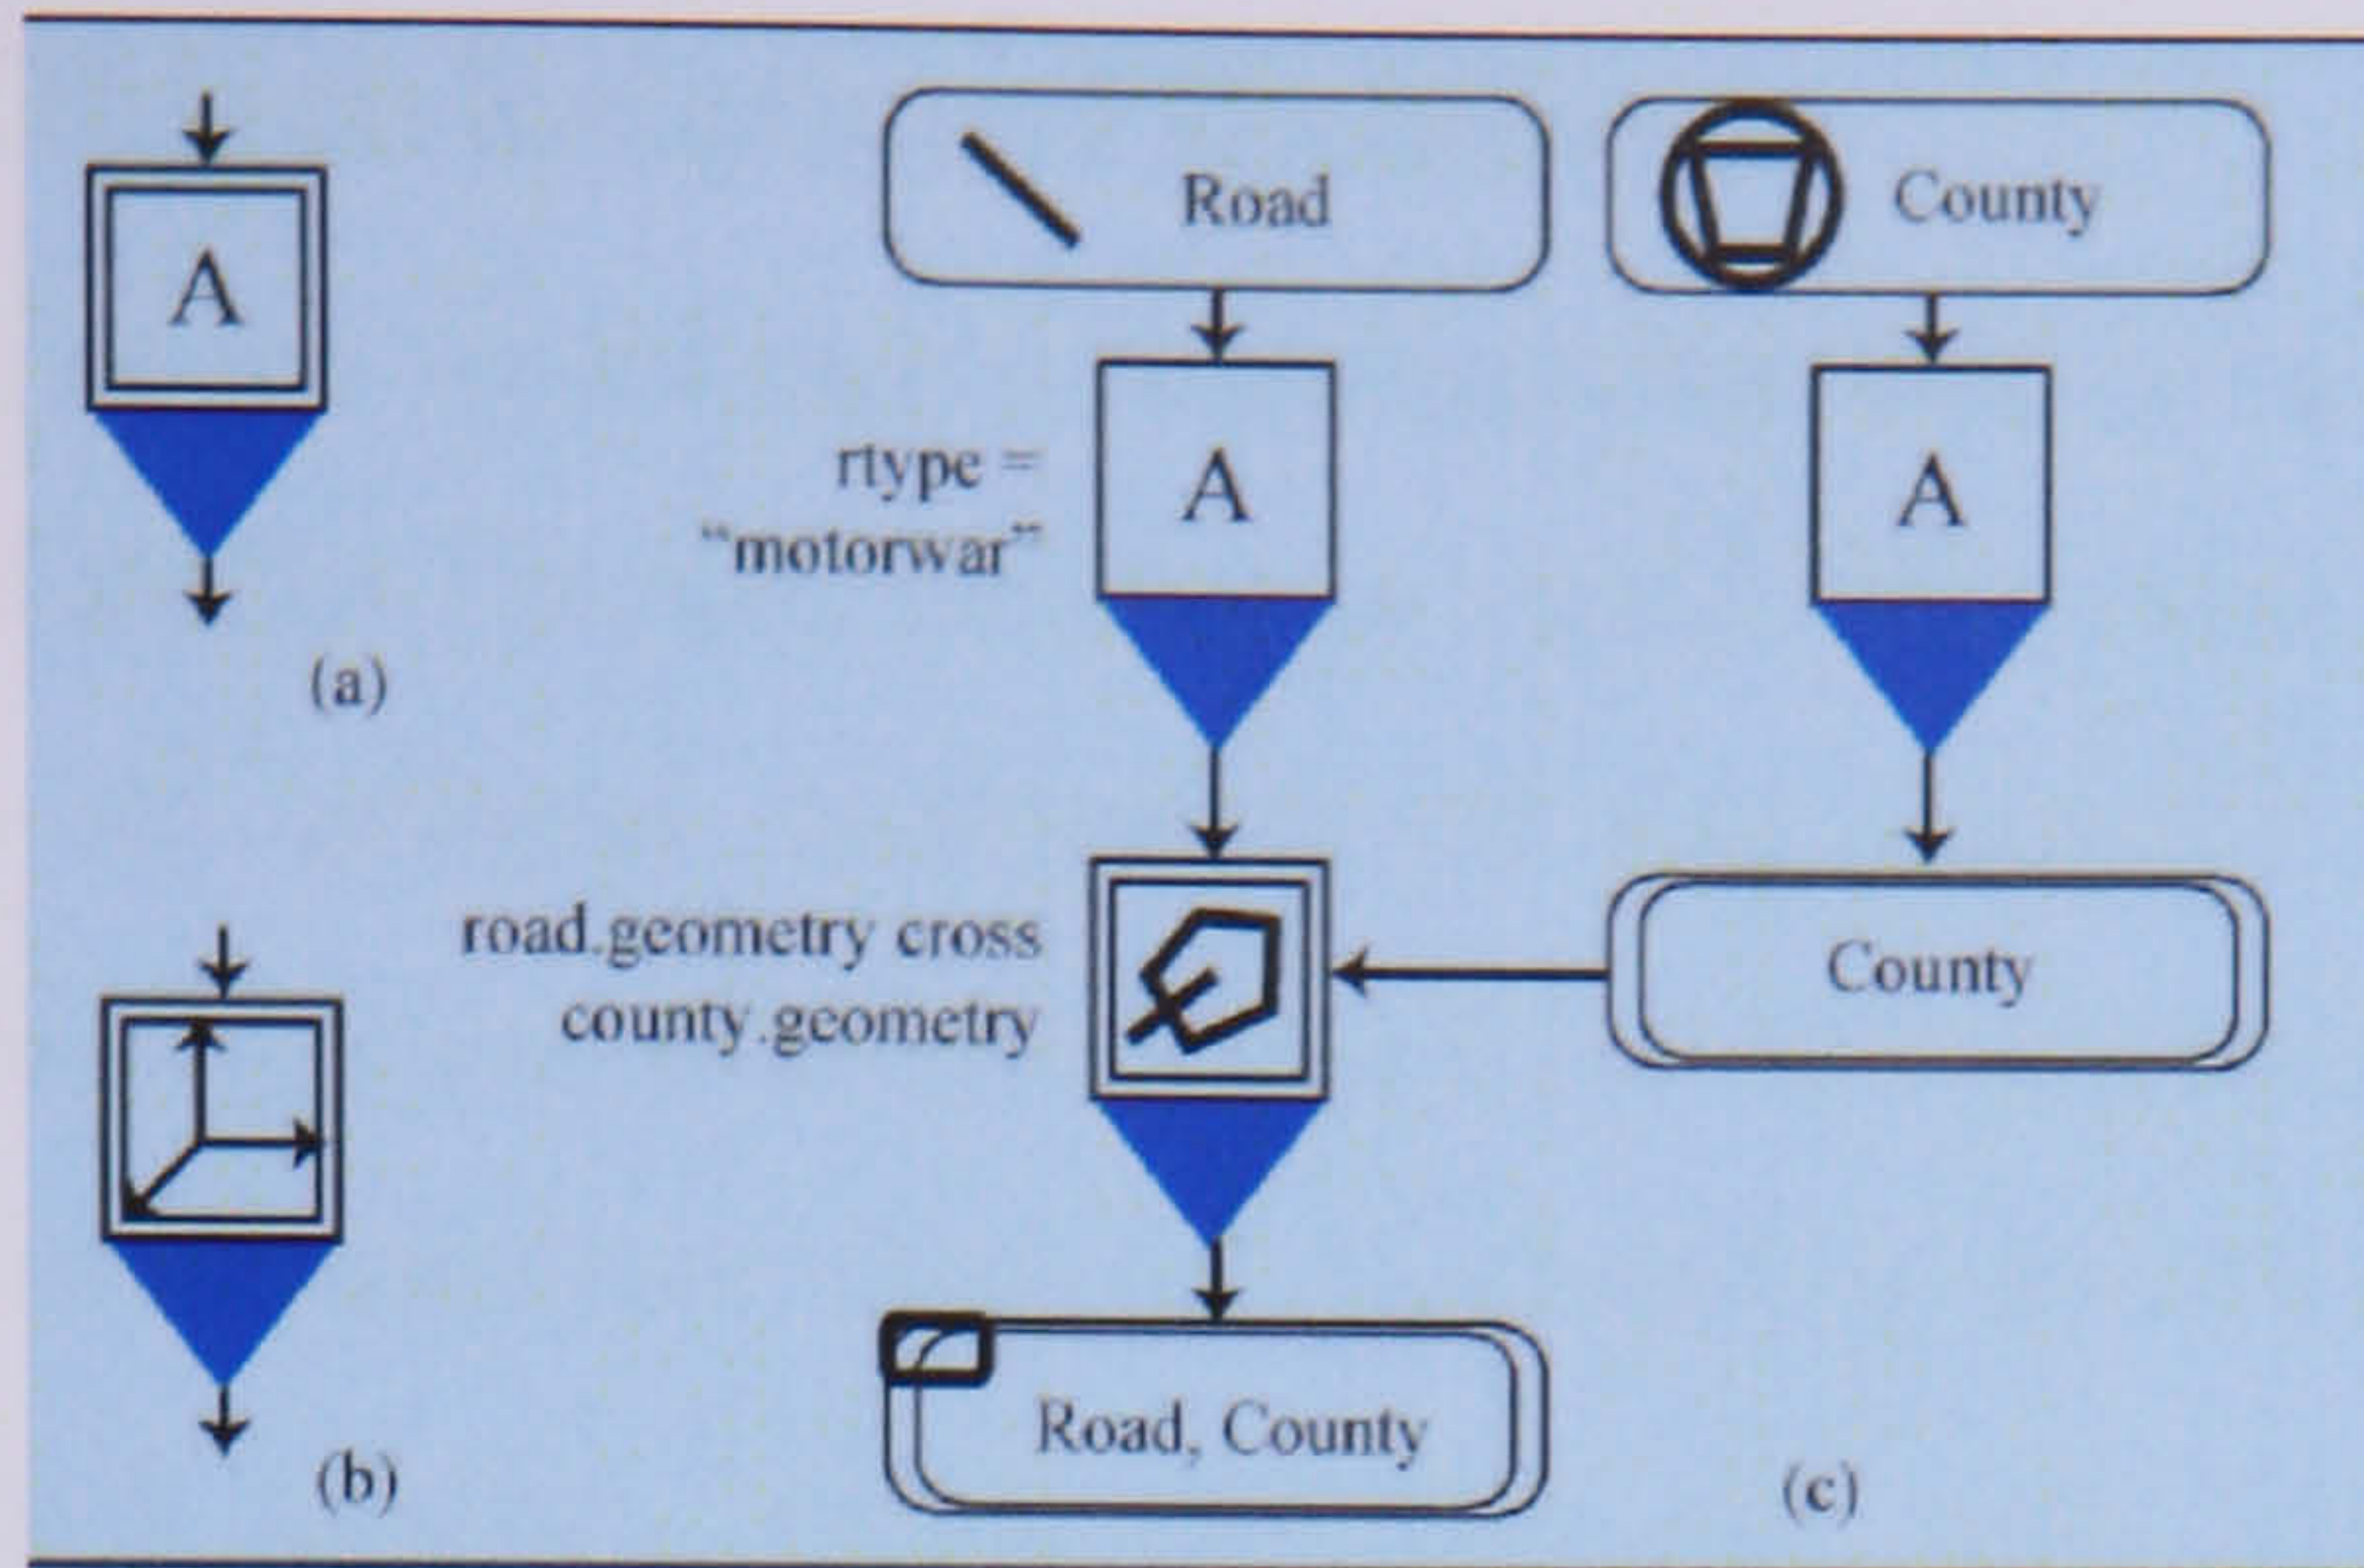 A
(a)
(b)
Road
County
rtype =
“motorwar”
A
A
road.geometry cross
county.geometry
County
Road, County
(c)